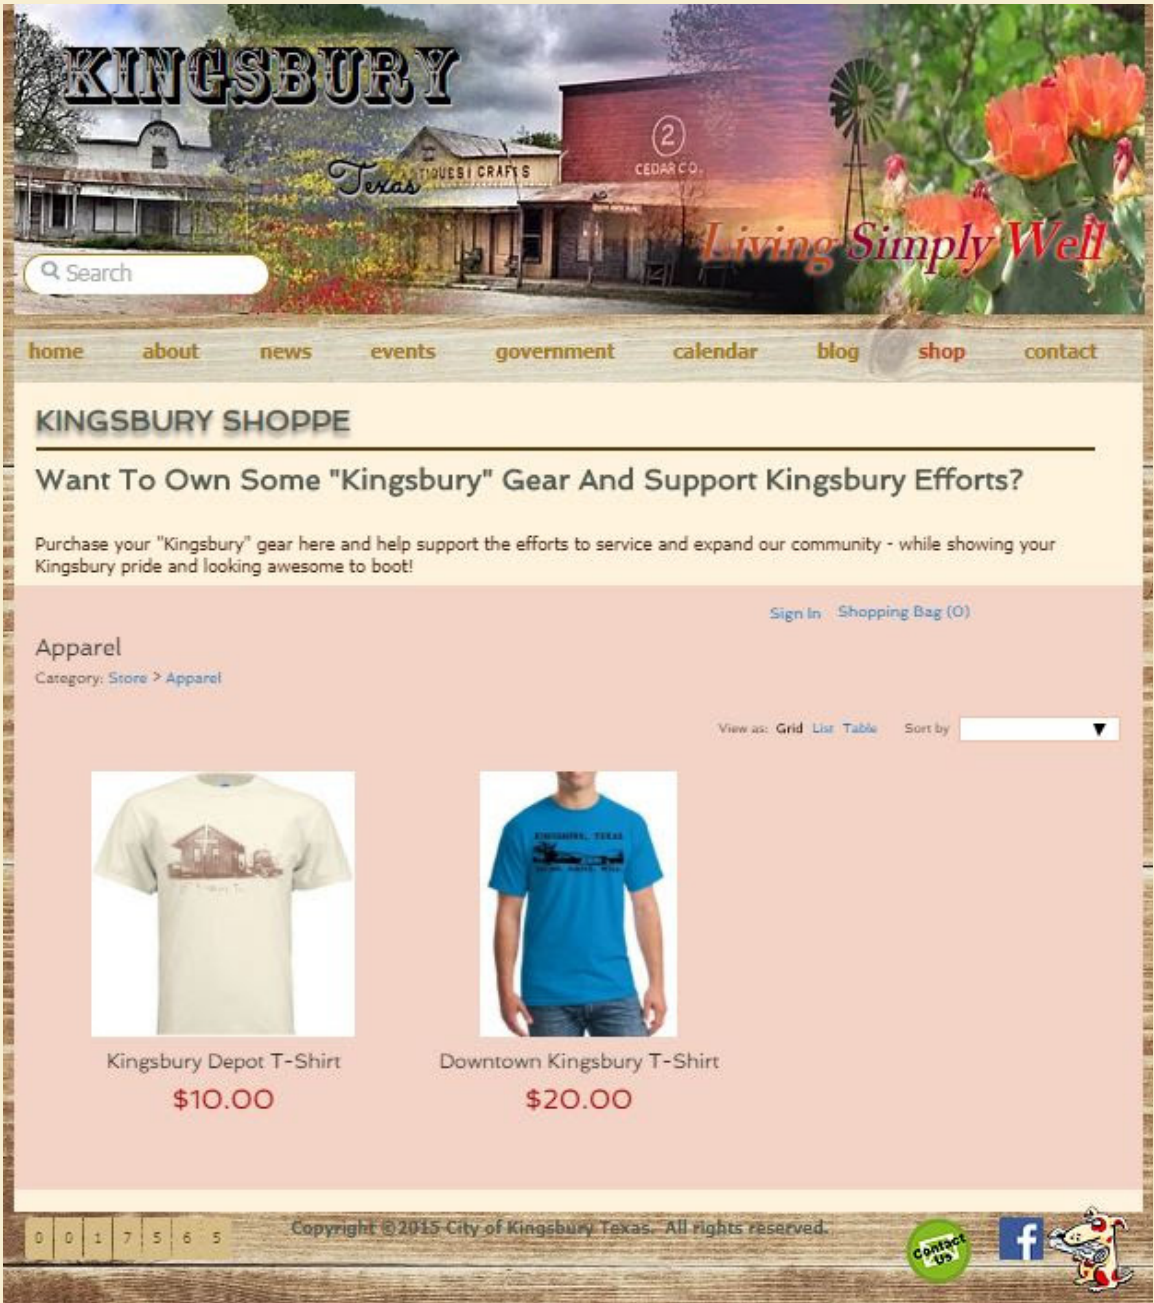 KINGSBURY
Texas
ANTIQUES & CRAFTS
2
CEDAR CO.
Living Simply Well
Search
home about news events government calendar blog shop contact
KINGSBURY SHOPPE
Want To Own Some "Kingsbury" Gear And Support Kingsbury Efforts?
Purchase your "Kingsbury" gear here and help support the efforts to service and expand our community - while showing your
Kingsbury pride and looking awesome to boot!
Sign In Shopping Bag (0)
Apparel
Category: Store > Apparel
View as: Grid List Table Sort by
KINGSBURY, TEXAS
Kingsbury Depot T-Shirt Downtown Kingsbury T-Shirt
$10.00 $20.00
0 0 1 7 5 6 5
Copyright ©2015 City of Kingsbury Texas. All rights reserved.
Contact
Us
f